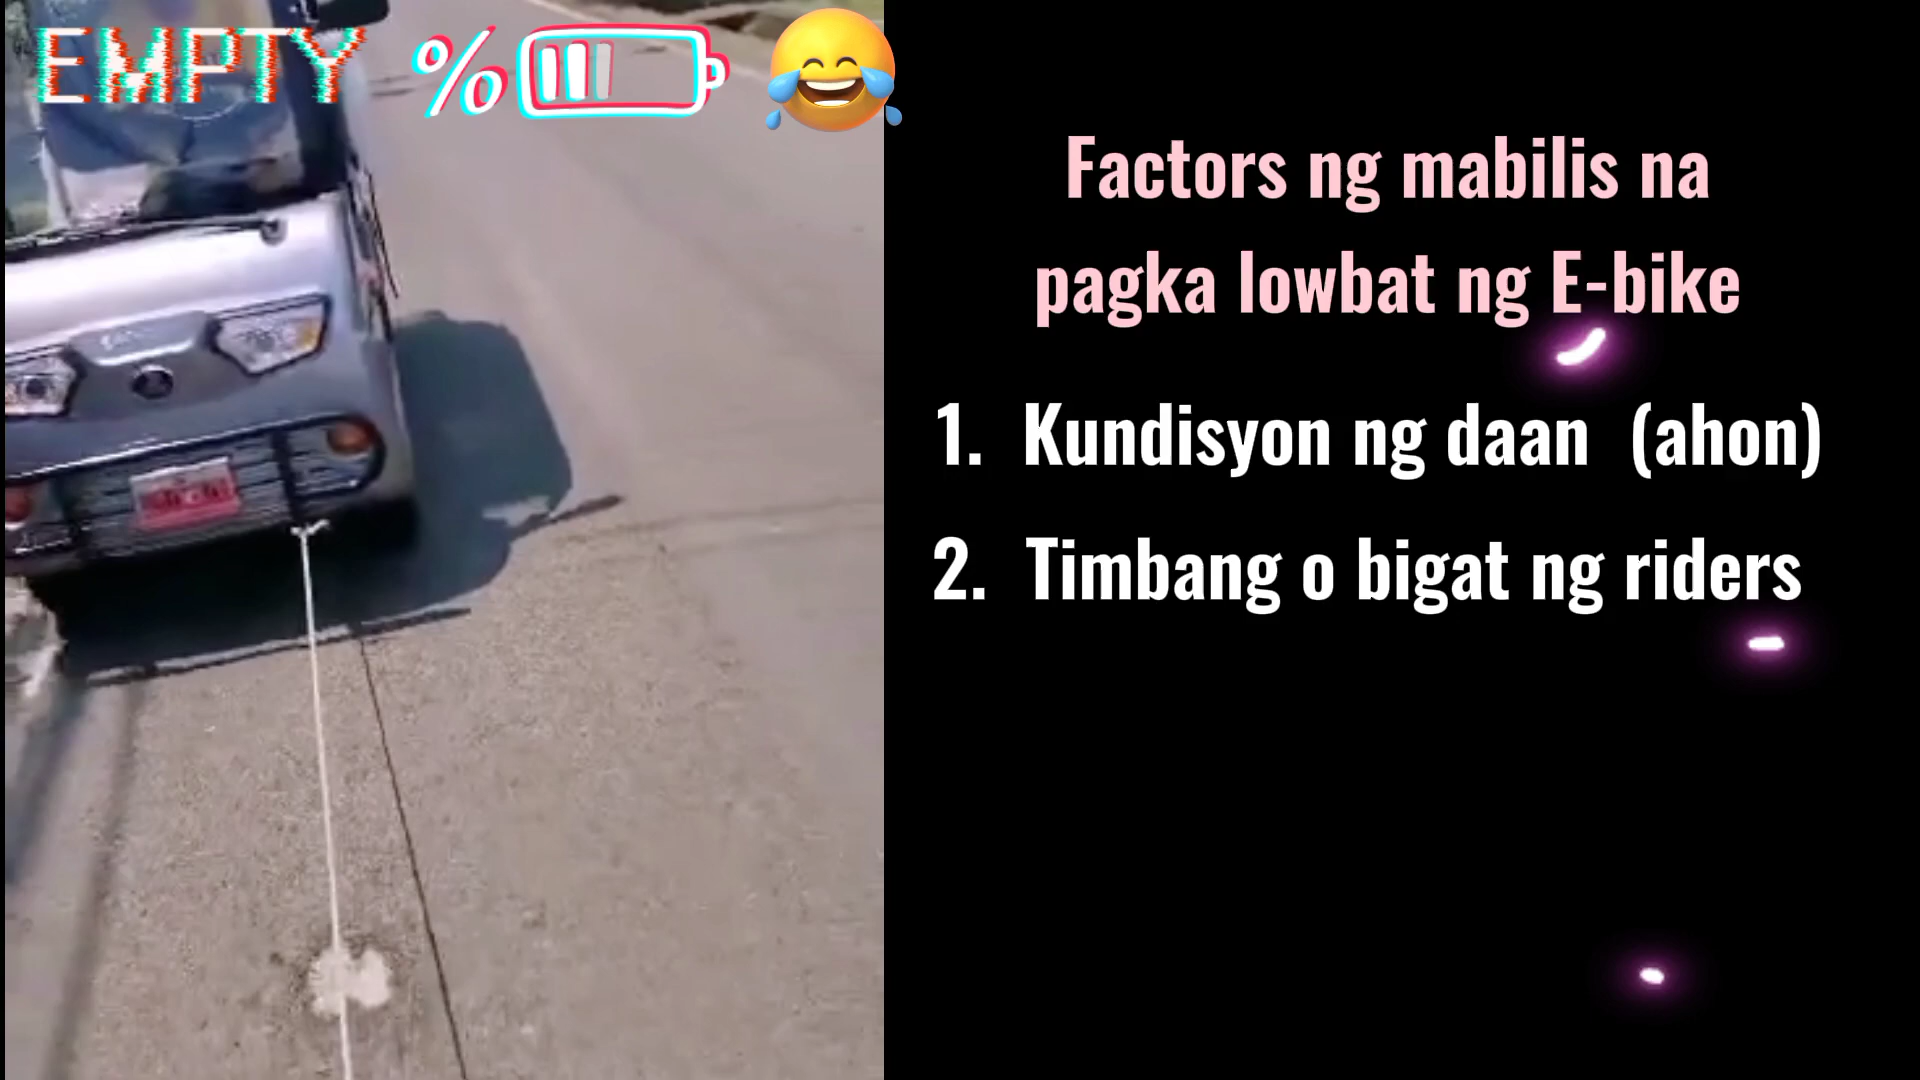 EMPTY %
Factors ng mabilis na
pagka lowbat ng E-bike
1. Kundisyon ng daan (ahon)
2. Timbang o bigat ng riders